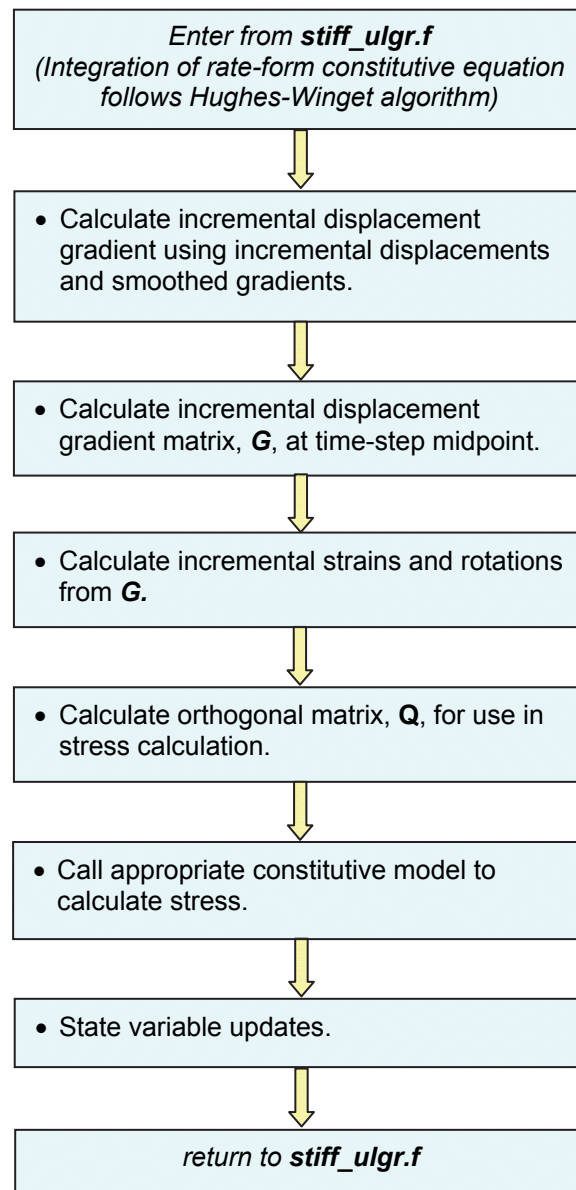 Enter from stiff_ulgr.f
(Integration of rate-form constitutive equation
follows Hughes-Winget algorithm)
• Calculate incremental displacement
gradient using incremental displacements
and smoothed gradients.
• Calculate incremental displacement
gradient matrix, G, at time-step midpoint.
• Calculate incremental strains and rotations
from G.
• Calculate orthogonal matrix, Q, for use in
stress calculation.
• Call appropriate constitutive model to
calculate stress.
• State variable updates.
return to stiff_ulgr.f